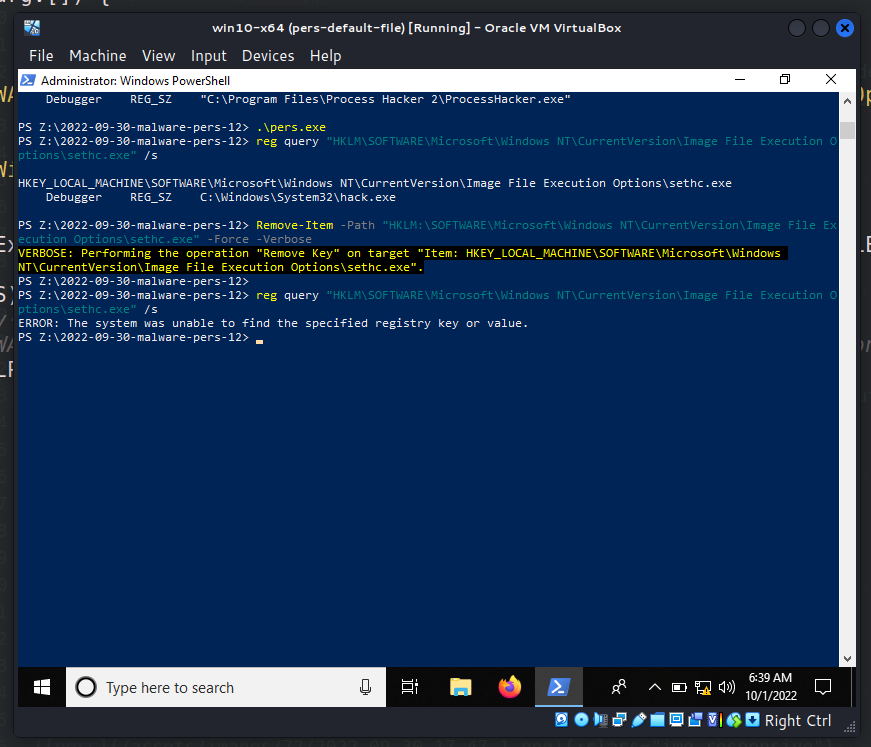 win10-x64 (pers-default-file) [Running] - Oracle VM VirtualBox
File Machine View Input Devices Help
Administrator: Windows PowerShell
Debugger REG_SZ "C:\Program Files\Process Hacker 2\ProcessHacker.exe"
PS Z:\2022-09-30-malware-pers-12> .\pers.exe
PS Z:\2022-09-30-malware-pers-12> reg query "HKLM\SOFTWARE\Microsoft\Windows NT\CurrentVersion\Image File Execution O
ptions\sethc.exe" /s
HKEY_LOCAL_MACHINE\SOFTWARE\Microsoft\Windows NT\CurrentVersion\Image File Execution Options\sethc.exe
Debugger REG_SZ C:\Windows\System32\hack.exe
PS Z:\2022-09-30-malware-pers-12> Remove-Item -Path "HKLM:\SOFTWARE\Microsoft\Windows NT\CurrentVersion\Image File Ex
ecution Options\sethc.exe" -Force -Verbose
VERBOSE: Performing the operation "Remove Key" on target "Item: HKEY_LOCAL_MACHINE\SOFTWARE\Microsoft\Windows
NT\CurrentVersion\Image File Execution Options\sethc.exe".
PS Z:\2022-09-30-malware-pers-12>
PS Z:\2022-09-30-malware-pers-12> reg query "HKLM\SOFTWARE\Microsoft\Windows NT\CurrentVersion\Image File Execution O
ptions\sethc.exe" /s
ERROR: The system was unable to find the specified registry key or value.
PS Z:\2022-09-30-malware-pers-12>
Type here to search
6:39 AM
10/1/2022
Right Ctrl